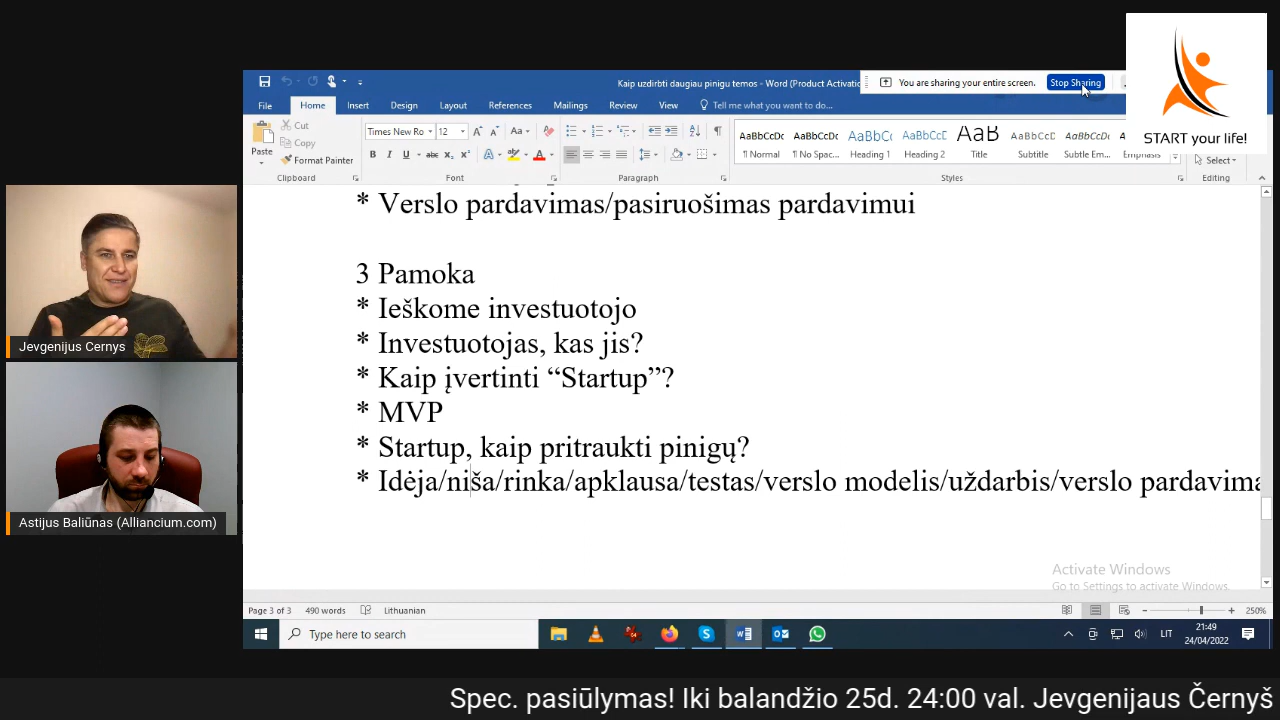 Kaip uzdirbti daugiau pinigu temos - Word (Product Activatio
You are sharing your entire screen.
Stop Sharing
File
Home
Insert
Design
Layout
References
Mailings
Review
View
Tell me what you want to do...
Paste
Cut
Copy
Format Painter
Clipboard
Times New Ro
12
Font
Paragraph
AaBbCcDc
¶ Normal
AaBbCcDc
¶ No Spac...
AaBbCc
Heading 1
AaBbCcC
Heading 2
AaB
Title
AaBbCcC
Subtitle
AaBbCcDc
Subtle Em...
Emphasis
Styles
Select
Editing
START your life!
* Verslo pardavimas/pasiruošimas pardavimui
3 Pamoka
* Ieškome investuotojo
* Investuotojas, kas jis?
* Kaip įvertinti “Startup”?
* MVP
* Startup, kaip pritraukti pinigų?
* Idėja/niša/rinka/apklausa/testas/verslo modelis/uždarbis/verslo pardavima
Jevgenijus Cernys
Astijus Baliūnas (Alliancium.com)
Activate Windows
Go to Settings to activate Windows.
Page 3 of 3
490 words
Lithuanian
250%
Type here to search
LIT
21:49
24/04/2022
Spec. pasiūlymas! Iki balandžio 25d. 24:00 val. Jevgenijaus Černyš